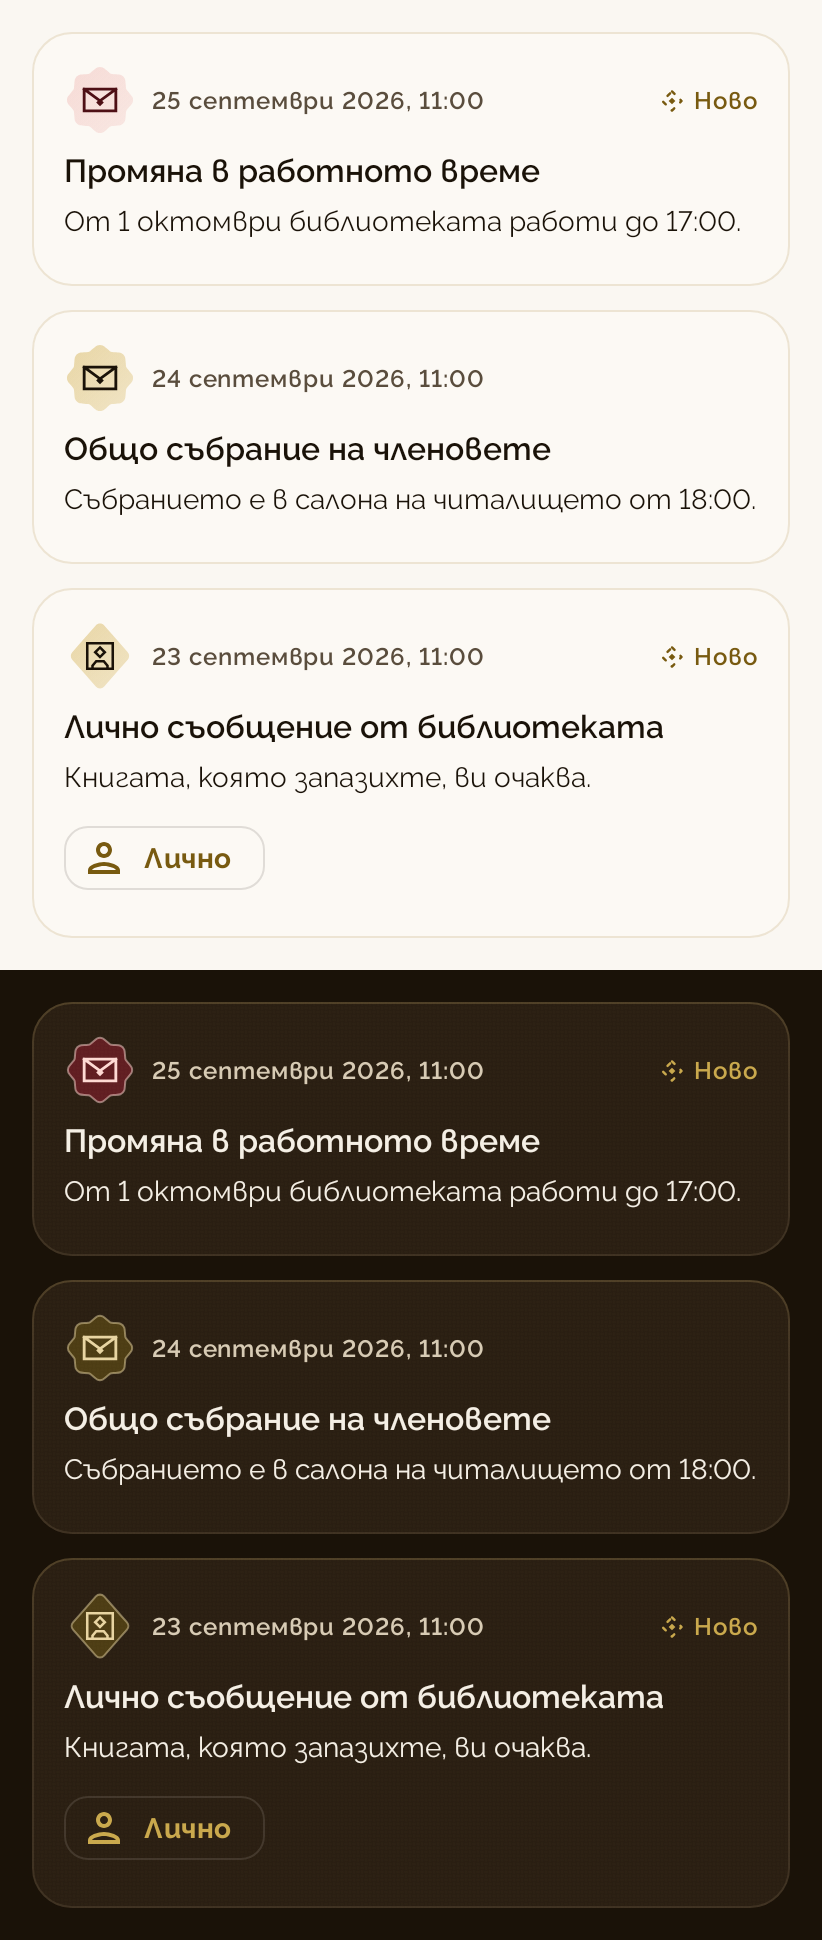 25 септември 2026, 11:00 Ново
Промяна в работното време
От 1 октомври библиотеката работи до 17:00.
24 септември 2026, 11:00
Общо събрание на членовете
Събранието е в салона на читалището от 18:00.
23 септември 2026, 11:00 Ново
Лично съобщение от библиотеката
Книгата, която запазихте, ви очаква.
Лично
25 септември 2026, 11:00 Ново
Промяна в работното време
От 1 октомври библиотеката работи до 17:00.
24 септември 2026, 11:00
Общо събрание на членовете
Събранието е в салона на читалището от 18:00.
23 септември 2026, 11:00 Ново
Лично съобщение от библиотеката
Книгата, която запазихте, ви очаква.
Лично